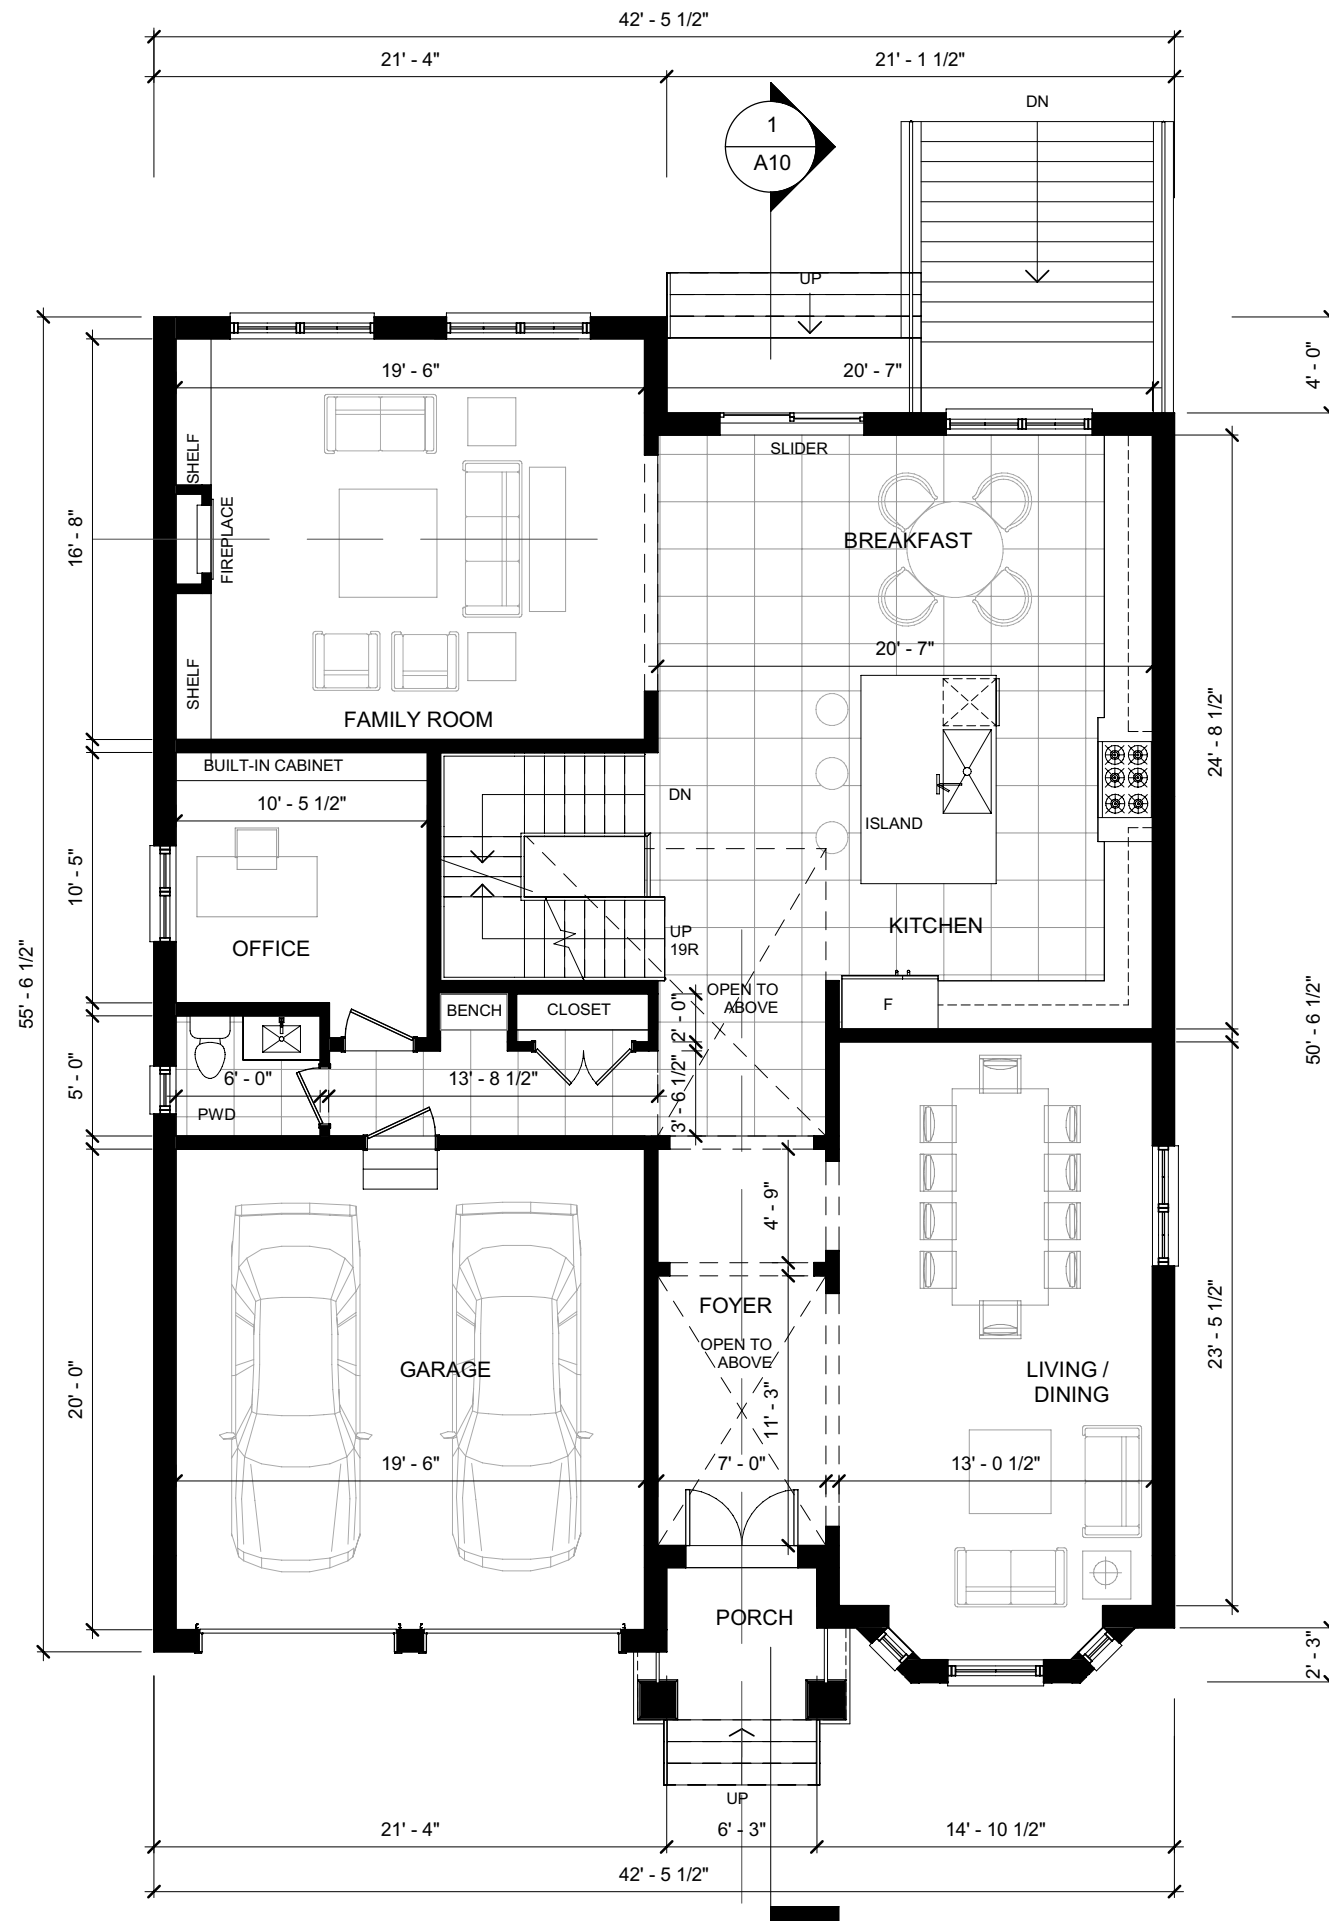 42' - 5 1/2"
21' - 4"
21' - 1 1/2"
DN
1
A10
UP
4' - 0"
19' - 6"
20' - 7"
SHELF
SLIDER
FIREPLACE
BREAKFAST
16' - 8"
20' - 7"
SHELF
FAMILY ROOM
24' - 8 1/2"
BUILT-IN CABINET
10' - 5 1/2"
DN
ISLAND
10' - 5"
OFFICE
KITCHEN
UP
19R
55' - 6 1/2"
OPEN TO
ABOVE
BENCH
CLOSET
F
2' - 0"
50' - 6 1/2"
5' - 0"
6' - 0"
13' - 8 1/2"
3' - 6 1/2"
PWD
4' - 9"
FOYER
OPEN TO
ABOVE
23' - 5 1/2"
GARAGE
LIVING /
DINING
20' - 0"
11' - 3"
19' - 6"
7' - 0"
13' - 0 1/2"
PORCH
2' - 3"
UP
21' - 4"
6' - 3"
14' - 10 1/2"
42' - 5 1/2"